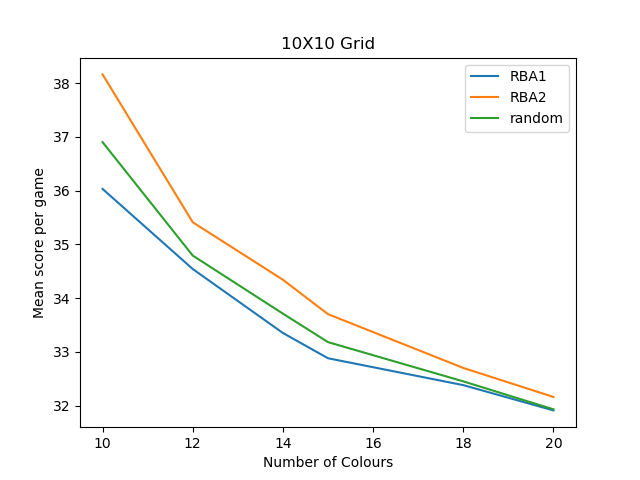 10X10 Grid
RBA1
RBA2
random
Mean score per game
38
37
36
35
34
33
32
10 12 14 16 18 20
Number of Colours